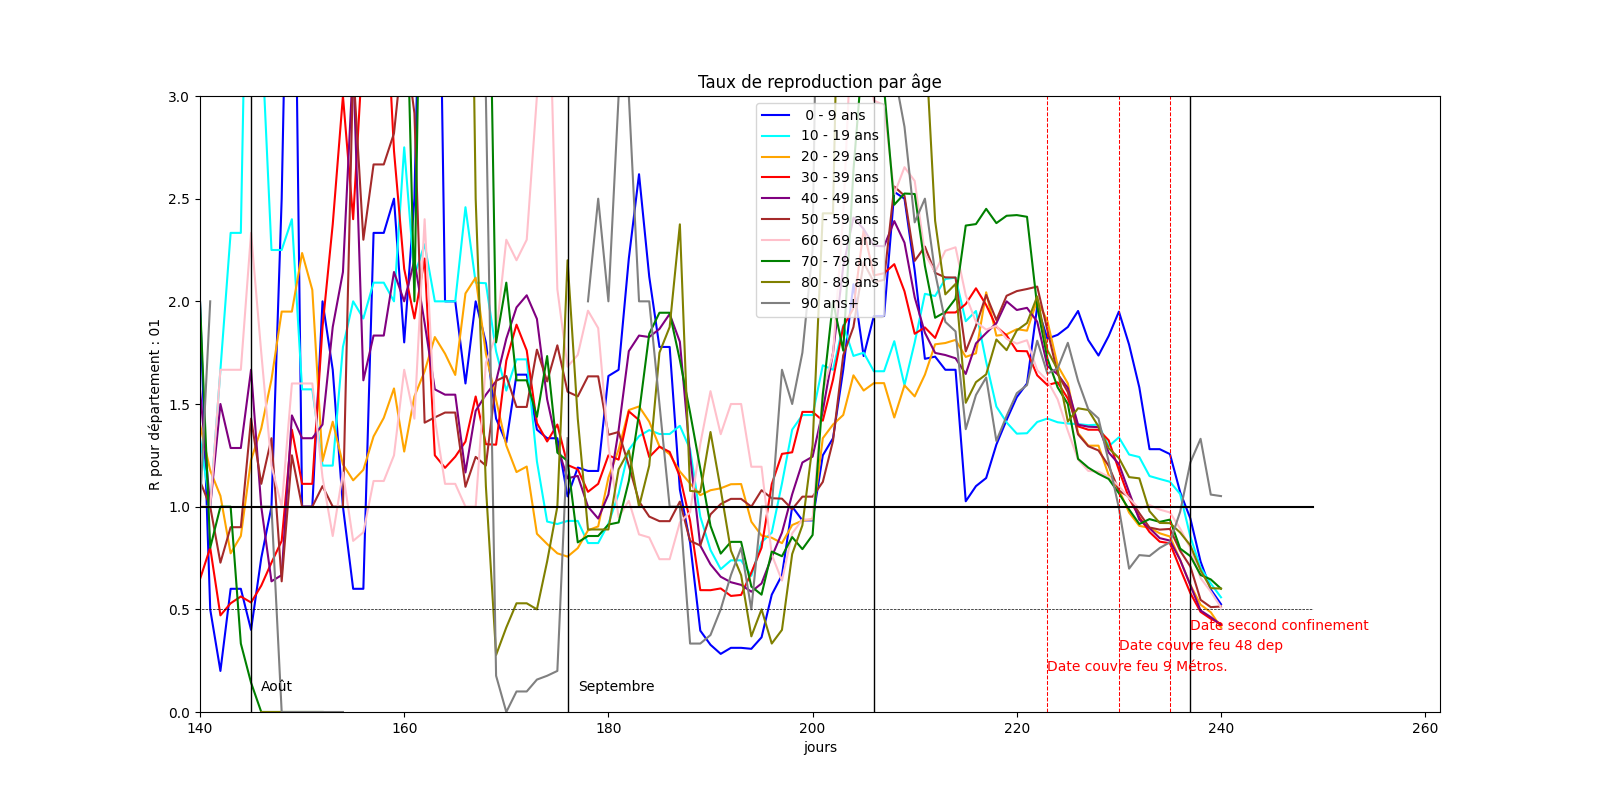 Taux de reproduction par âge
R pour département : 01
3.0
2.5
2.0
1.5
1.0
0.5
0.0
0 - 9 ans
10 - 19 ans
20 - 29 ans
30 - 39 ans
40 - 49 ans
50 - 59 ans
60 - 69 ans
70 - 79 ans
80 - 89 ans
90 ans+
Date second confinement
Date couvre feu 48 dep
Date couvre feu 9 Métros.
Août
Septembre
140
160
180
200
220
240
260
jours